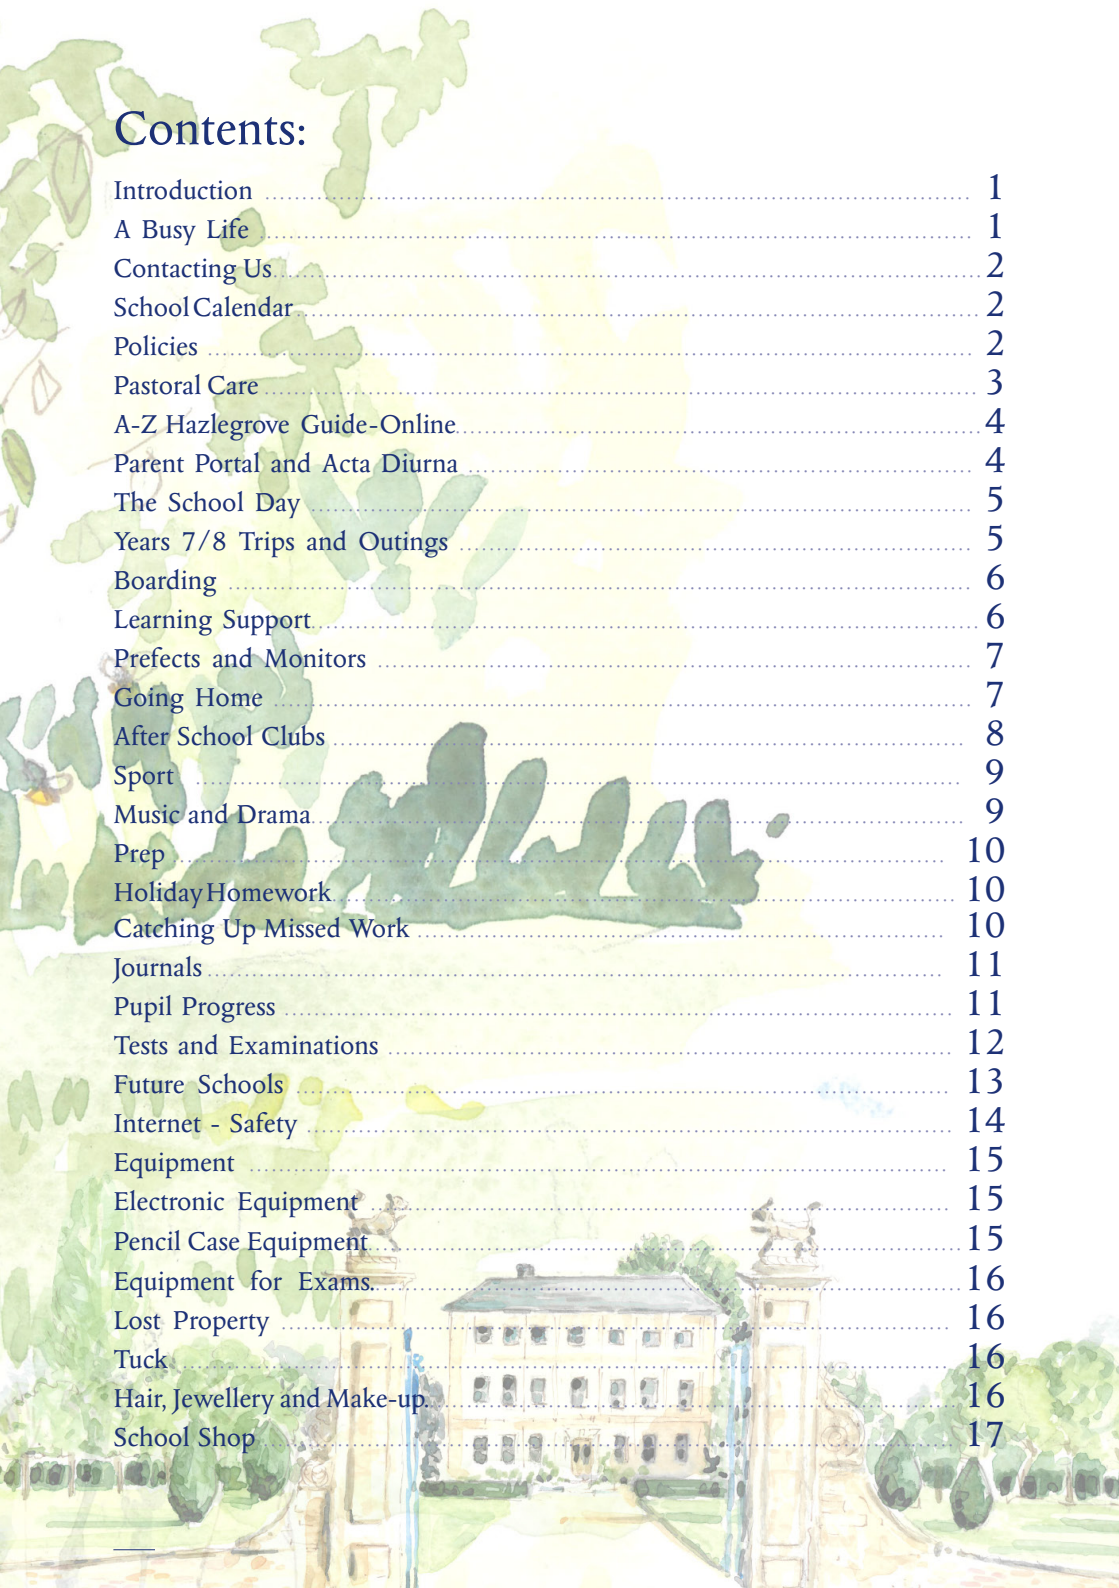 Contents:
Introduction ........ 1
A Busy Life ........ 1
Contacting Us ........ 2
School Calendar ........ 2
Policies ........ 2
Pastoral Care ........ 3
A-Z Hazlegrove Guide-Online ........ 4
Parent Portal and Acta Diurna ........ 4
The School Day ........ 5
Years 7/8 Trips and Outings ........ 5
Boarding ........ 6
Learning Support ........ 6
Prefects and Monitors ........ 7
Going Home ........ 7
After School Clubs ........ 8
Sport ........ 9
Music and Drama ........ 9
Prep ........ 10
Holiday Homework ........ 10
Catching Up Missed Work ........ 10
Journals ........ 11
Pupil Progress ........ 11
Tests and Examinations ........ 12
Future Schools ........ 13
Internet - Safety ........ 14
Equipment ........ 15
Electronic Equipment ........ 15
Pencil Case Equipment ........ 15
Equipment for Exams. ........ 16
Lost Property ........ 16
Tuck ........ 16
Hair, Jewellery and Make-up. ........ 16
School Shop ........ 17